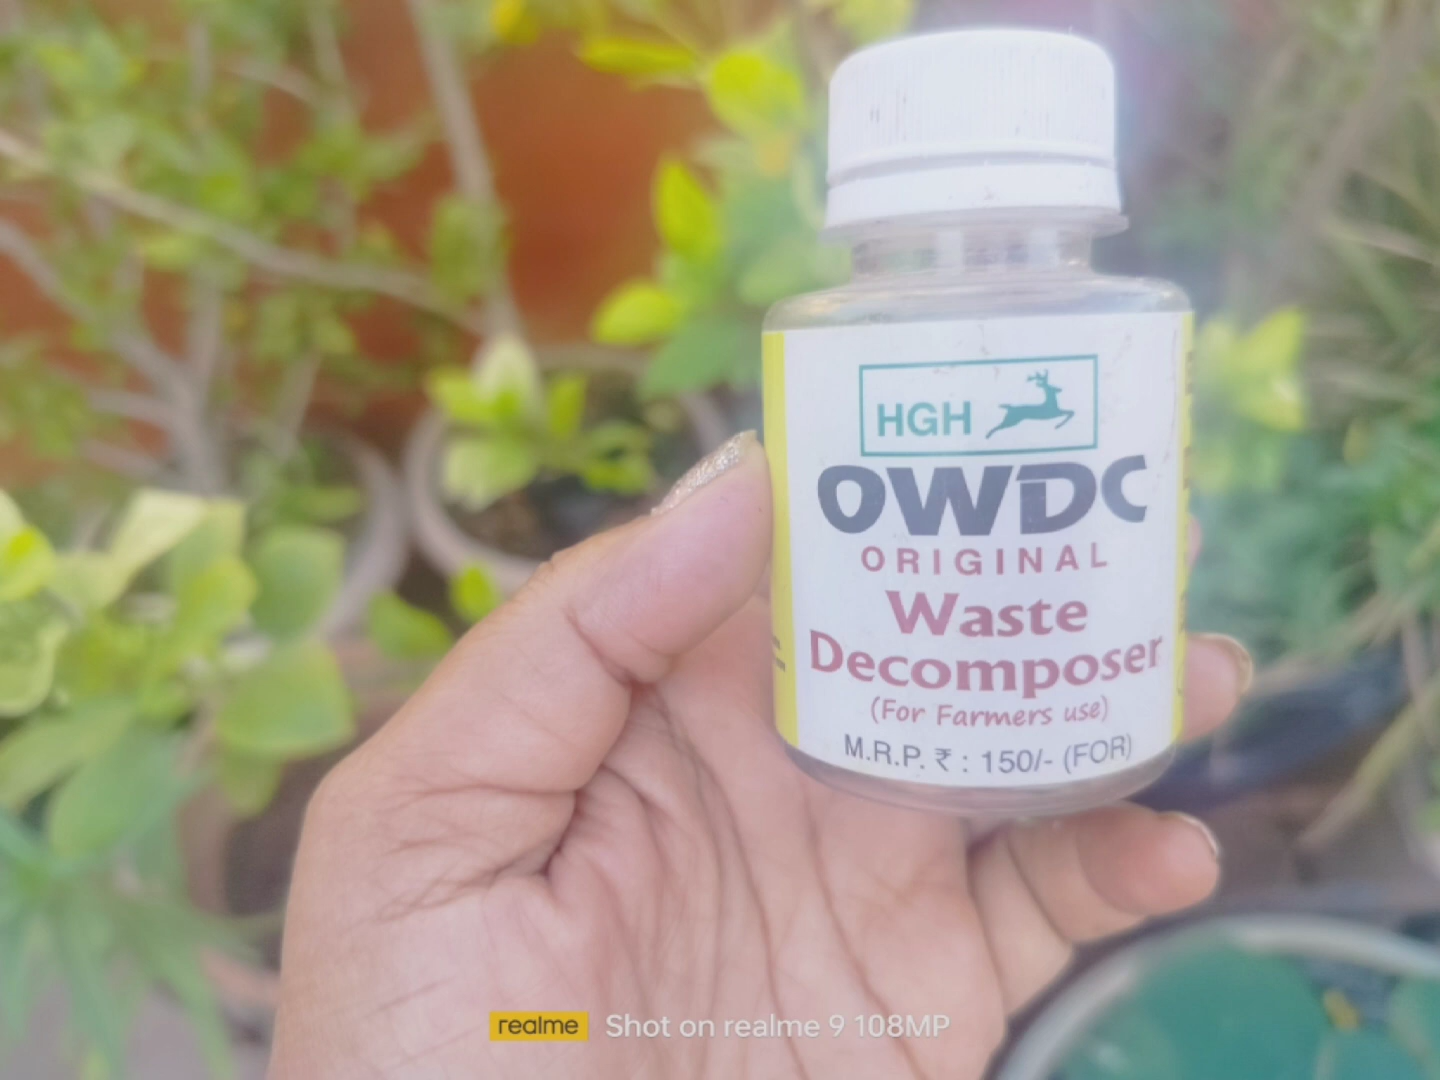 HGH
OWDC
ORIGINAL
Waste
Decomposer
(For Farmers use)
M.R.P. ₹ : 150/- (FOR)
realme Shot on realme 9 108MP